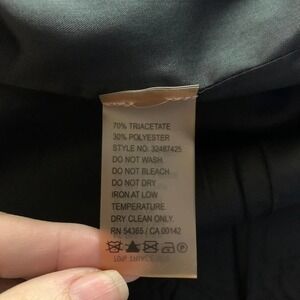 70% TRIACETATE
30% POLYESTER
STYLE NO: 32487425
DO NOT WASH
DO NOT BLEACH
DO NOT DRY
IRON AT LOW
TEMPERATURE
DRY CLEAN ONLY.
RN 54365 / CA 00142